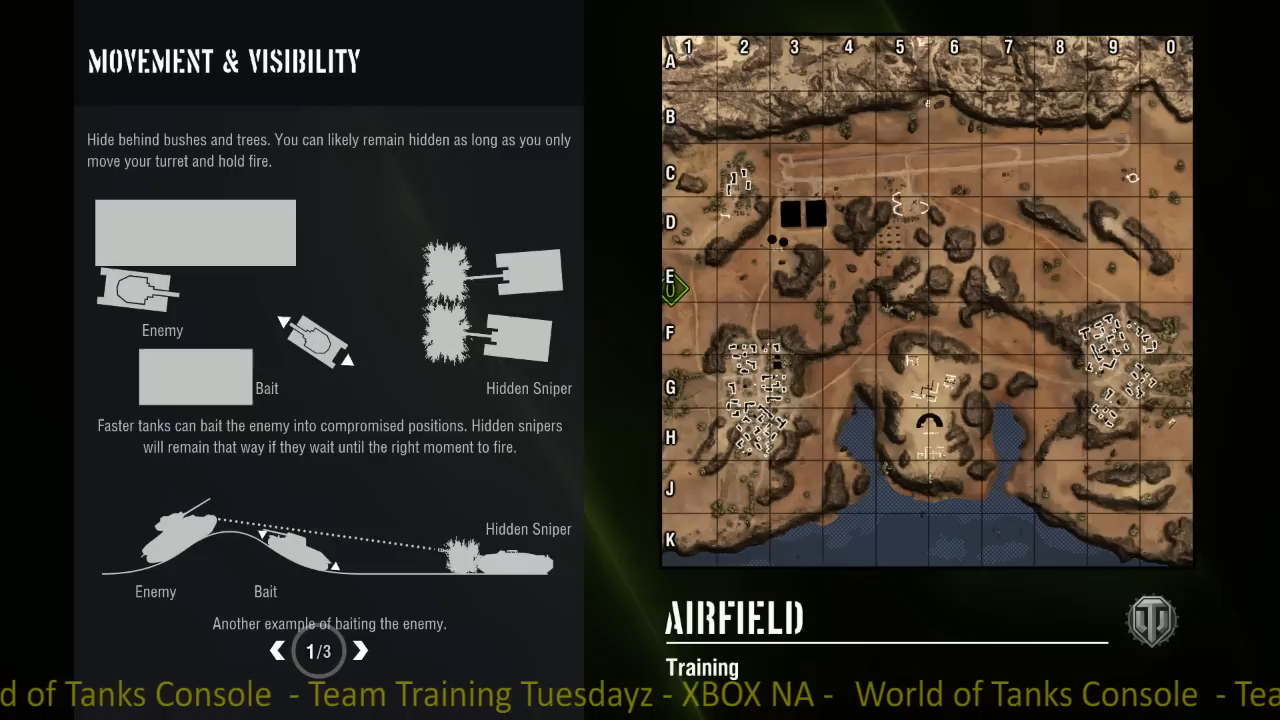 MOVEMENT & VISIBILITY
Hide behind bushes and trees. You can likely remain hidden as long as you only
move your turret and hold fire.
Enemy
Bait
Hidden Sniper
Faster tanks can bait the enemy into compromised positions. Hidden snipers
will remain that way if they wait until the right moment to fire.
Hidden Sniper
Enemy
Bait
Another example of baiting the enemy.
1/3
1 2 3 4 5 6 7 8 9 0
A
B
C
D
E
F
G
H
J
K
AIRFIELD
Training
d of Tanks Console - Team Training Tuesdayz - XBOX NA - World of Tanks Console - Tea